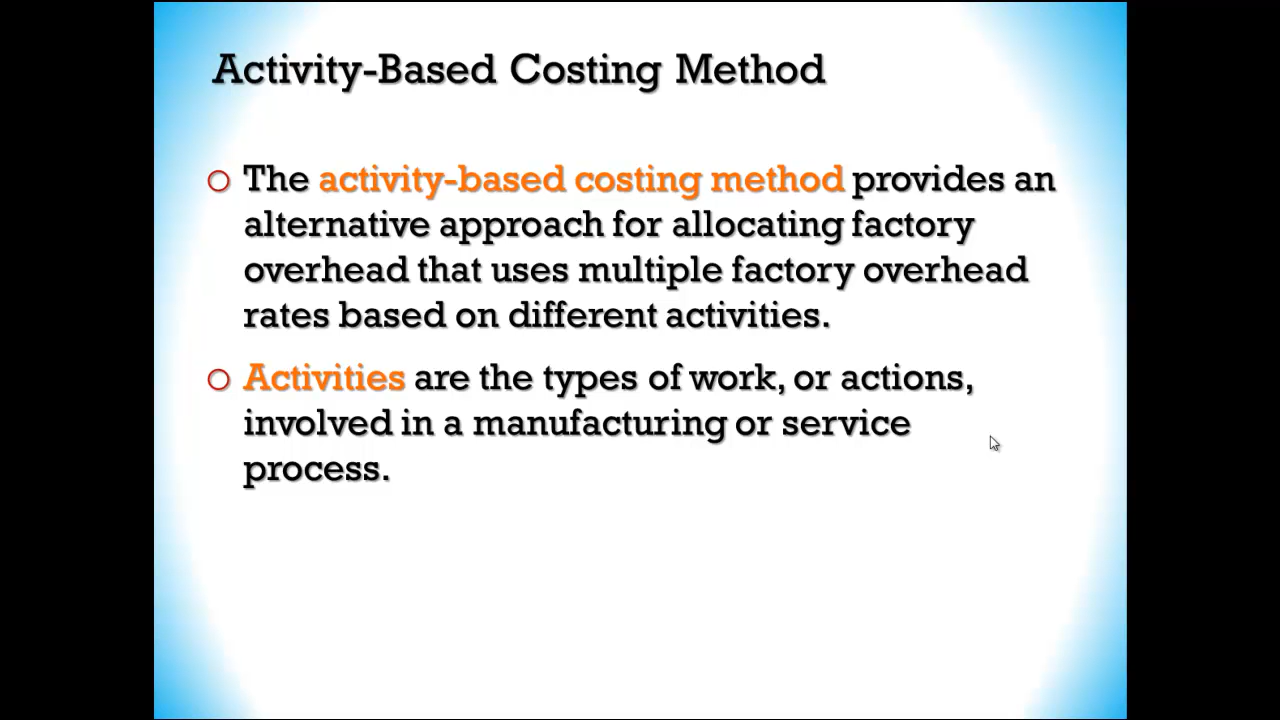 Activity-Based Costing Method
The activity-based costing method provides an
alternative approach for allocating factory
overhead that uses multiple factory overhead
rates based on different activities.
Activities are the types of work, or actions,
involved in a manufacturing or service
process.